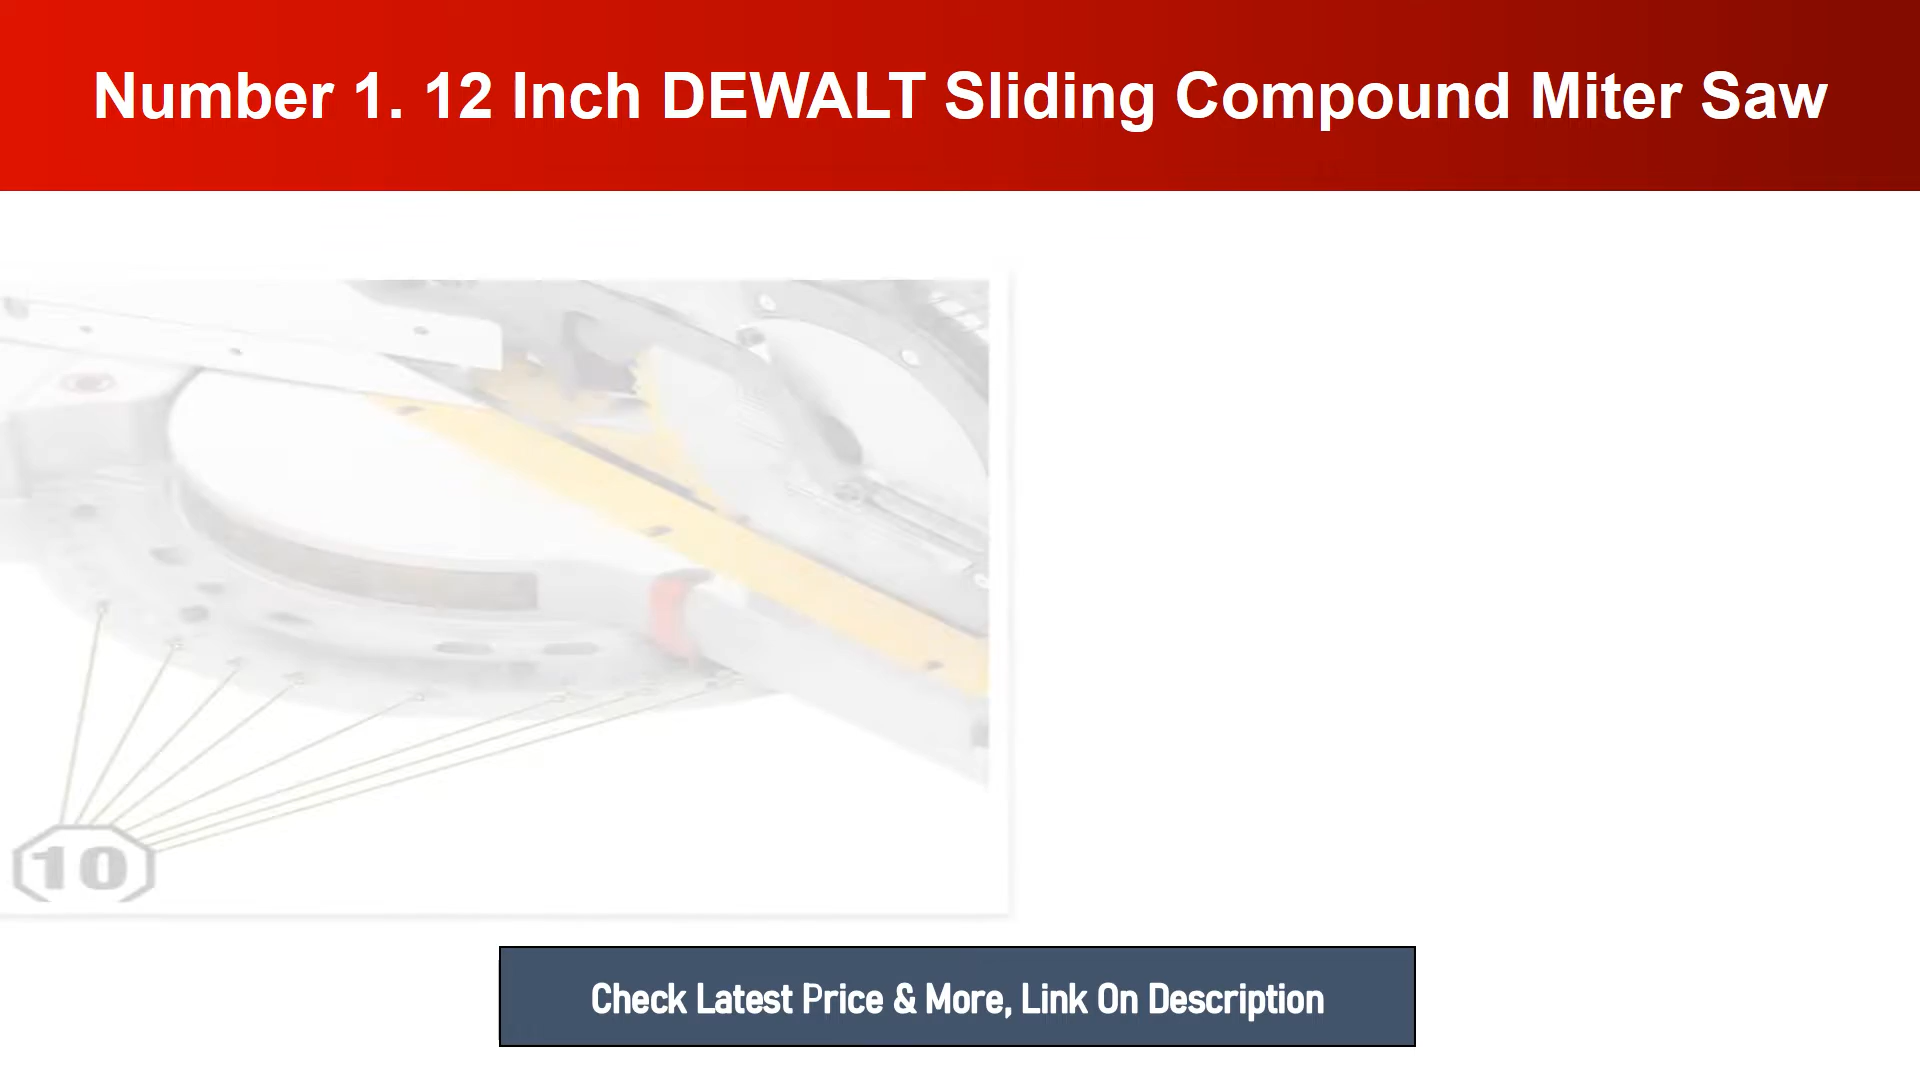 Number 1. 12 Inch DEWALT Sliding Compound Miter Saw
10
Check Latest Price & More, Link On Description